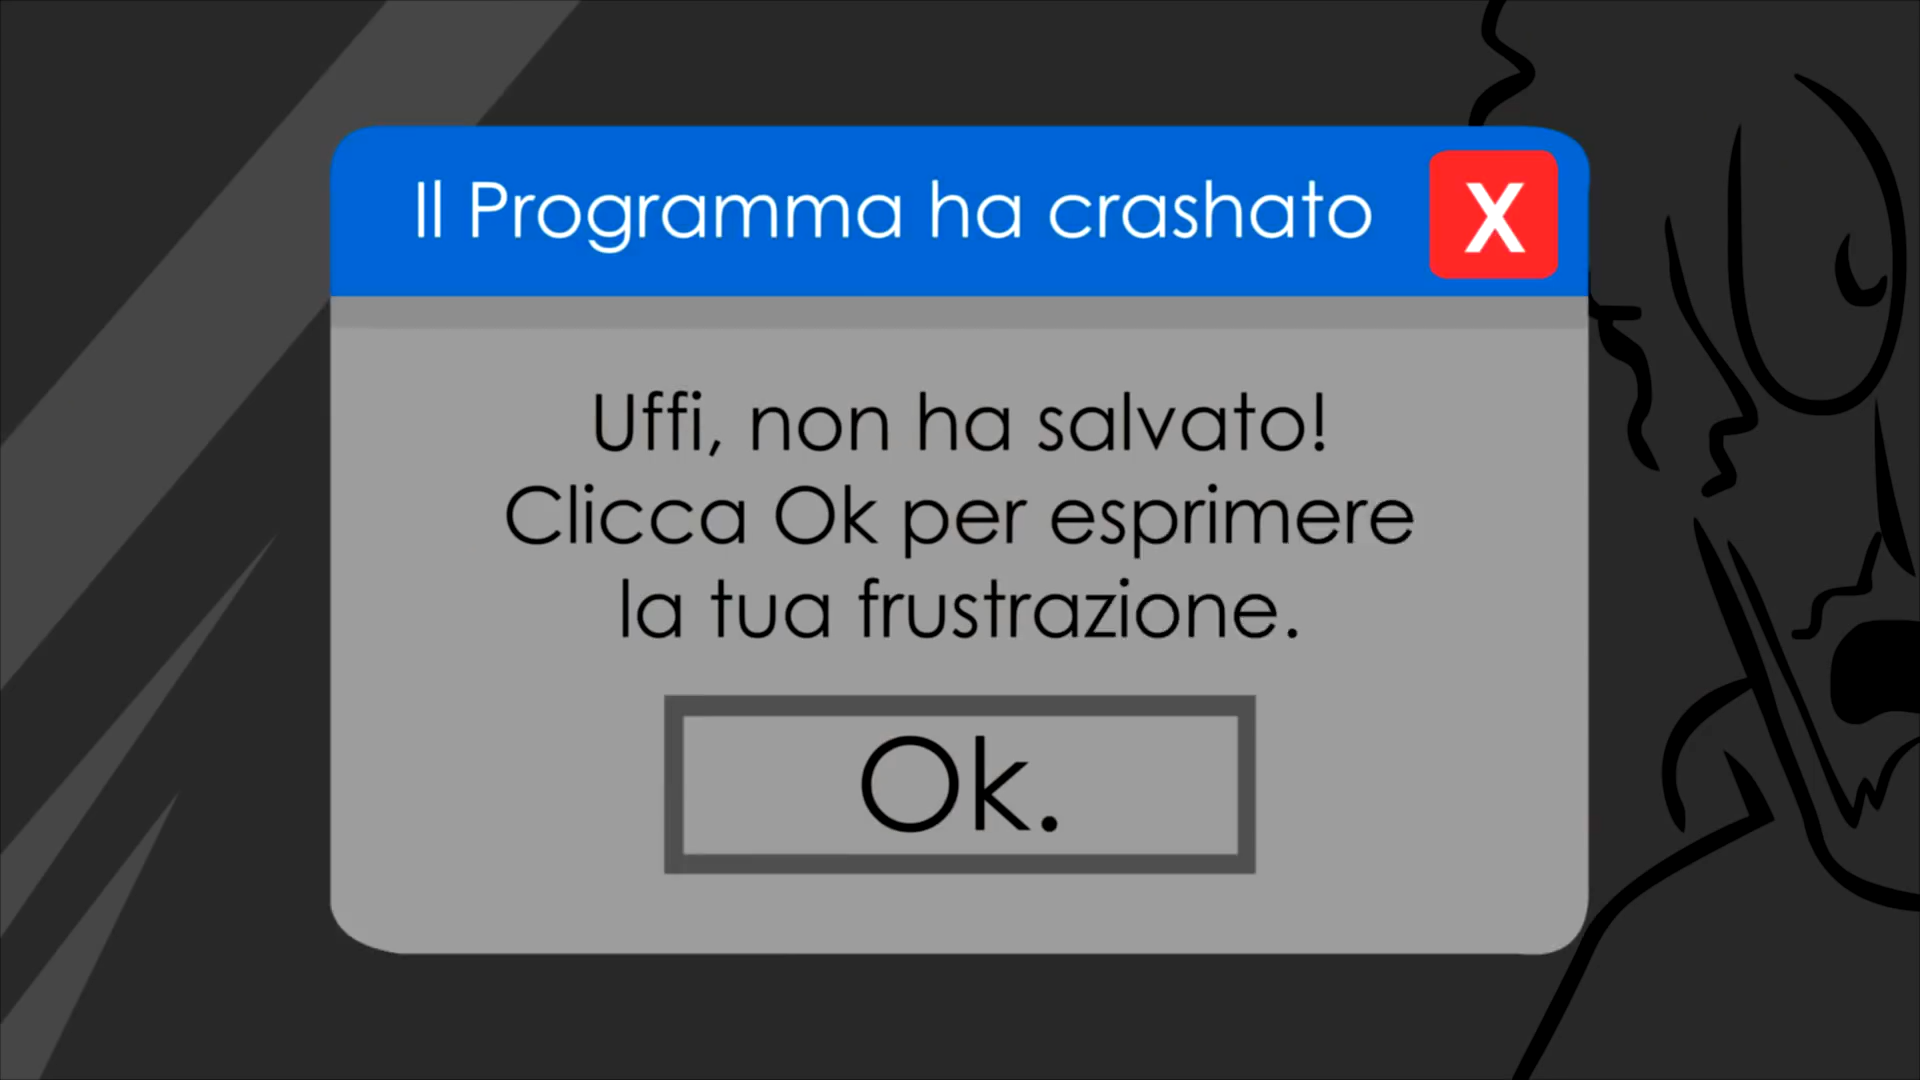 Il Programma ha crashato
X
Uffi, non ha salvato!
Clicca Ok per esprimere
la tua frustrazione.
Ok.